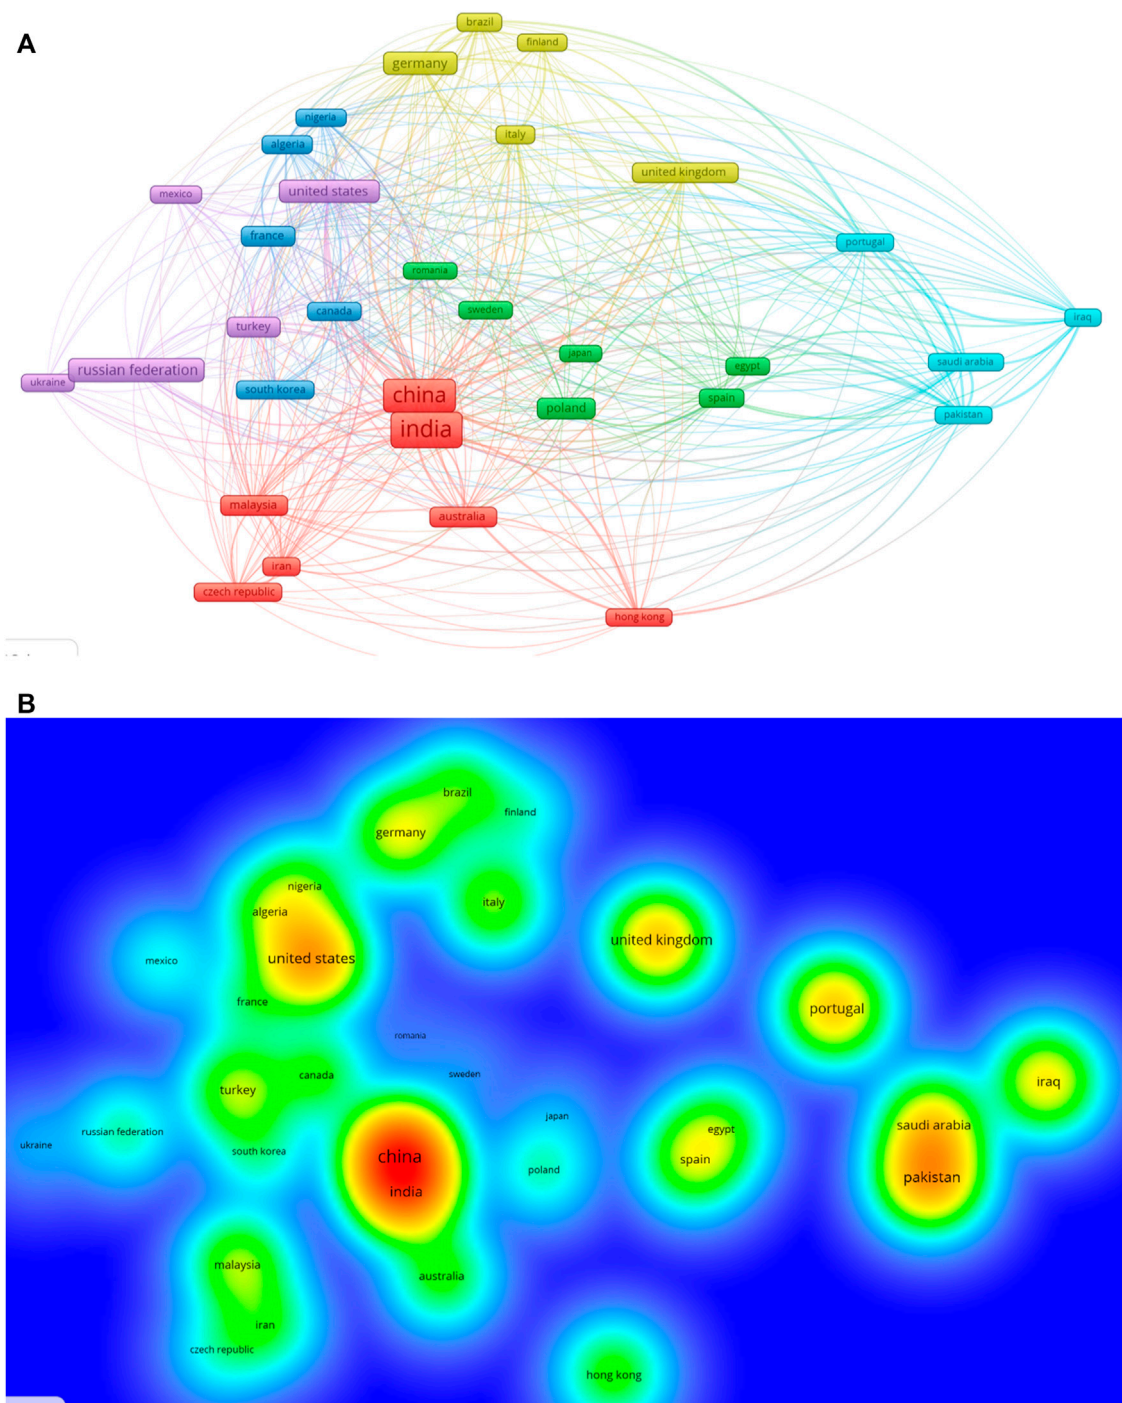 A
brazil
finland
germany
nigeria
italy
algeria
united kingdom
united states
mexico
france
portugal
romania
canada
sweden
iraq
turkey
japan
saudi arabia
egypt
russian federation
ukraine
south korea
china
spain
poland
pakistan
india
malaysia
australia
iran
czech republic
hong kong
B
brazil
finland
germany
nigeria
italy
algeria
united kingdom
united states
mexico
france
portugal
romania
canada
sweden
iraq
turkey
japan
saudi arabia
egypt
russian federation
ukraine
south korea
china
spain
poland
pakistan
india
malaysia
australia
iran
czech republic
hong kong